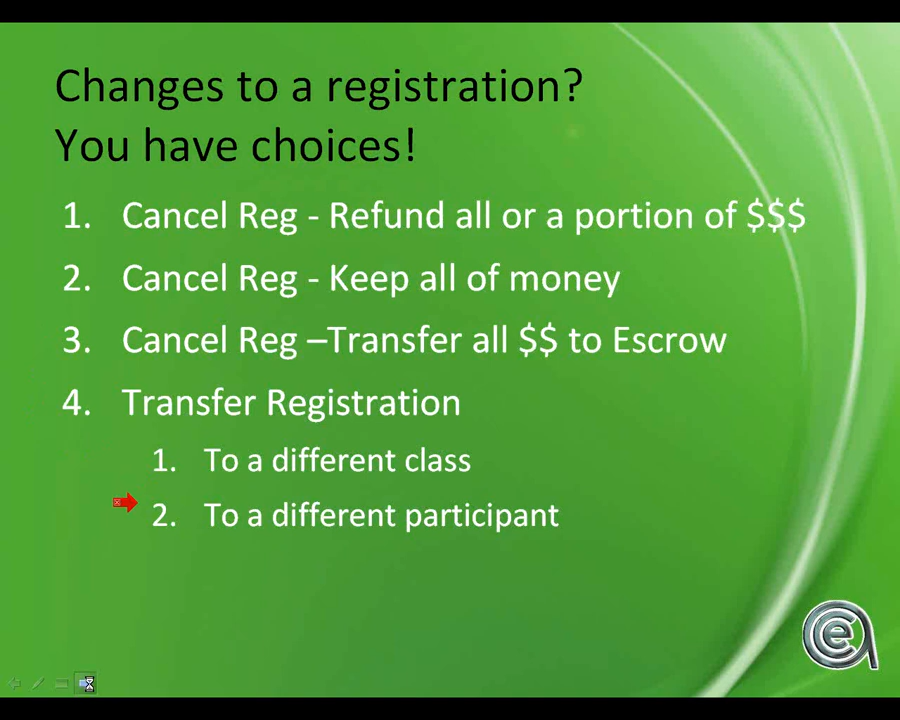 Changes to a registration?
You have choices!
1. Cancel Reg - Refund all or a portion of $$$
2. Cancel Reg - Keep all of money
3. Cancel Reg –Transfer all $$ to Escrow
4. Transfer Registration
1. To a different class
2. To a different participant